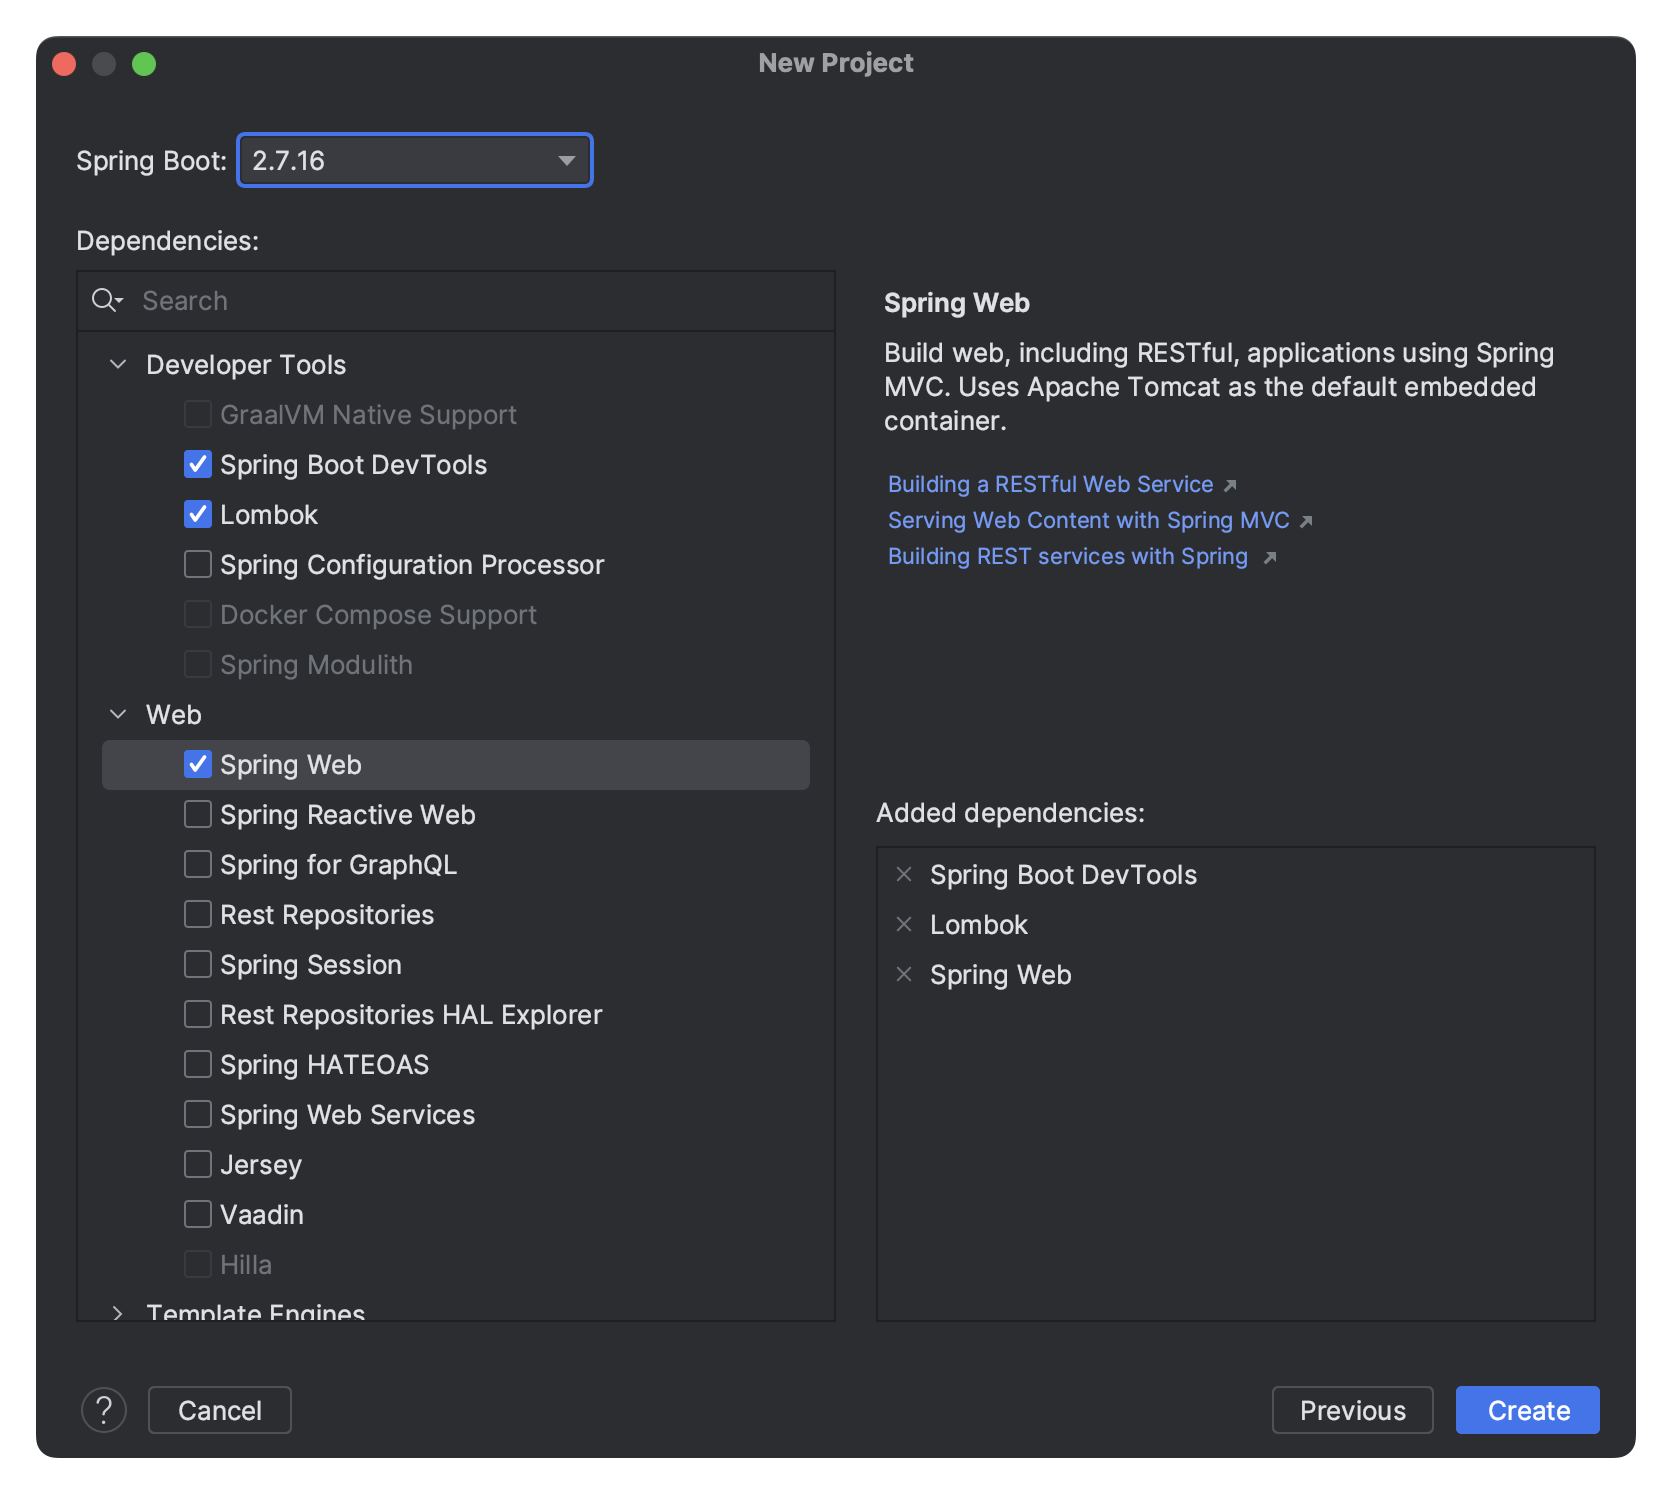 New Project
Spring Boot: 2.7.16
Dependencies:
Search
Developer Tools
GraalVM Native Support
Spring Boot DevTools
Lombok
Spring Configuration Processor
Docker Compose Support
Spring Modulith
Web
Spring Web
Spring Reactive Web
Spring for GraphQL
Rest Repositories
Spring Session
Rest Repositories HAL Explorer
Spring HATEOAS
Spring Web Services
Jersey
Vaadin
Hilla
Template Engines
Spring Web
Build web, including RESTful, applications using Spring
MVC. Uses Apache Tomcat as the default embedded
container.
Building a RESTful Web Service
Serving Web Content with Spring MVC
Building REST services with Spring
Added dependencies:
Spring Boot DevTools
Lombok
Spring Web
? Cancel Previous Create